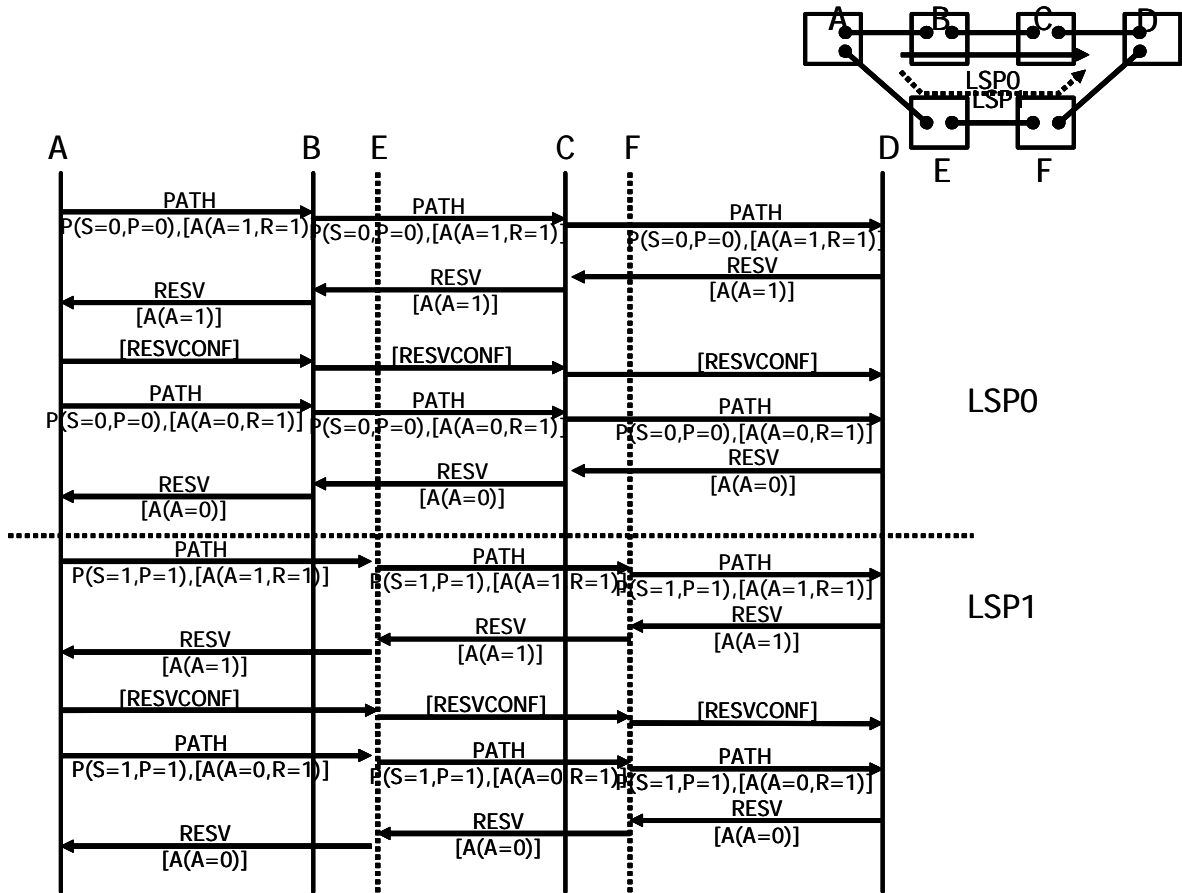 A B C D
LSP0
LSP1
E F
A B E C F D
PATH PATH PATH
P(S=0,P=0),[A(A=1,R=1)] P(S=0,P=0),[A(A=1,R=1)] P(S=0,P=0),[A(A=1,R=1)]
RESV RESV RESV
[A(A=1)] [A(A=1)] [A(A=1)]
[RESVCONF] [RESVCONF] [RESVCONF]
PATH PATH PATH
P(S=0,P=0),[A(A=0,R=1)] P(S=0,P=0),[A(A=0,R=1)] P(S=0,P=0),[A(A=0,R=1)]
LSP0
RESV RESV RESV
[A(A=0)] [A(A=0)] [A(A=0)]
PATH PATH PATH
P(S=1,P=1),[A(A=1,R=1)] P(S=1,P=1),[A(A=1,R=1)] P(S=1,P=1),[A(A=1,R=1)]
LSP1
RESV RESV RESV
[A(A=1)] [A(A=1)] [A(A=1)]
[RESVCONF] [RESVCONF] [RESVCONF]
PATH PATH PATH
P(S=1,P=1),[A(A=0,R=1)] P(S=1,P=1),[A(A=0,R=1)] P(S=1,P=1),[A(A=0,R=1)]
RESV RESV RESV
[A(A=0)] [A(A=0)] [A(A=0)]